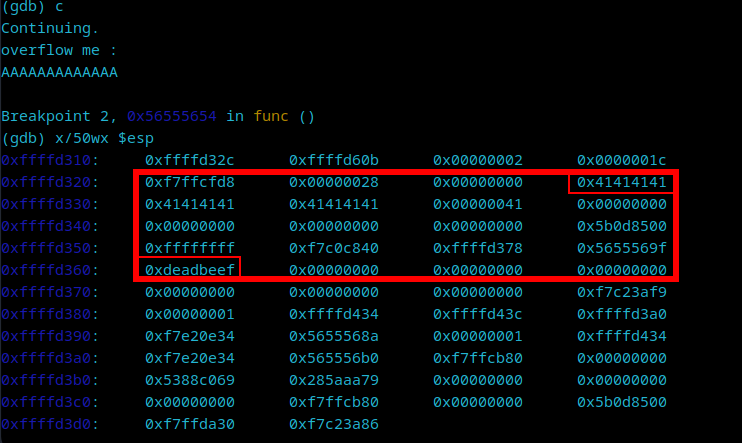 (gdb) c
Continuing.
overflow me :
AAAAAAAAAAAAA
Breakpoint 2, 0x56555654 in func ()
(gdb) x/50wx $esp
0xffffd310: 0xffffd32c 0xffffd60b 0x00000002 0x0000001c
0xffffd320: 0xf7ffcfd8 0x00000028 0x00000000 0x41414141
0xffffd330: 0x41414141 0x41414141 0x00000041 0x00000000
0xffffd340: 0x00000000 0x00000000 0x00000000 0x5b0d8500
0xffffd350: 0xffffffff 0xf7c0c840 0xffffd378 0x5655569f
0xffffd360: 0xdeadbeef 0x00000000 0x00000000 0x00000000
0xffffd370: 0x00000000 0x00000000 0x00000000 0xf7c23af9
0xffffd380: 0x00000001 0xffffd434 0xffffd43c 0xffffd3a0
0xffffd390: 0xf7e20e34 0x5655568a 0x00000001 0xffffd434
0xffffd3a0: 0xf7e20e34 0x565556b0 0xf7ffcb80 0x00000000
0xffffd3b0: 0x5388c069 0x285aaa79 0x00000000 0x00000000
0xffffd3c0: 0x00000000 0xf7ffcb80 0x00000000 0x5b0d8500
0xffffd3d0: 0xf7ffda30 0xf7c23a86